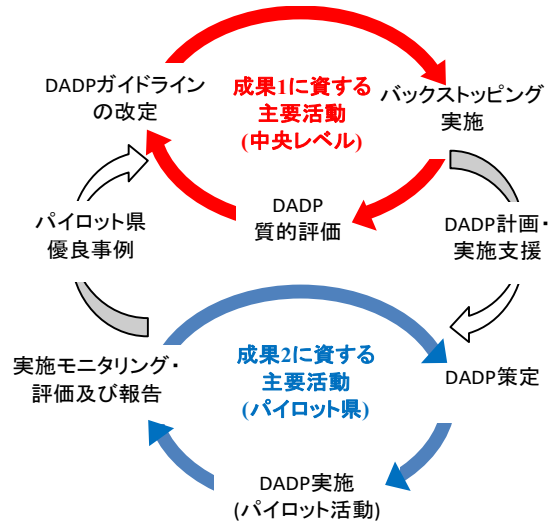 DADPガイドライン
の改定
成果1に資する
主要活動
(中央レベル)
バックストッピング
実施
DADP
質的評価
パイロット県
優良事例
DADP計画・
実施支援
実施モニタリング・
評価及び報告
成果2に資する
主要活動
(パイロット県)
DADP策定
DADP実施
(パイロット活動)